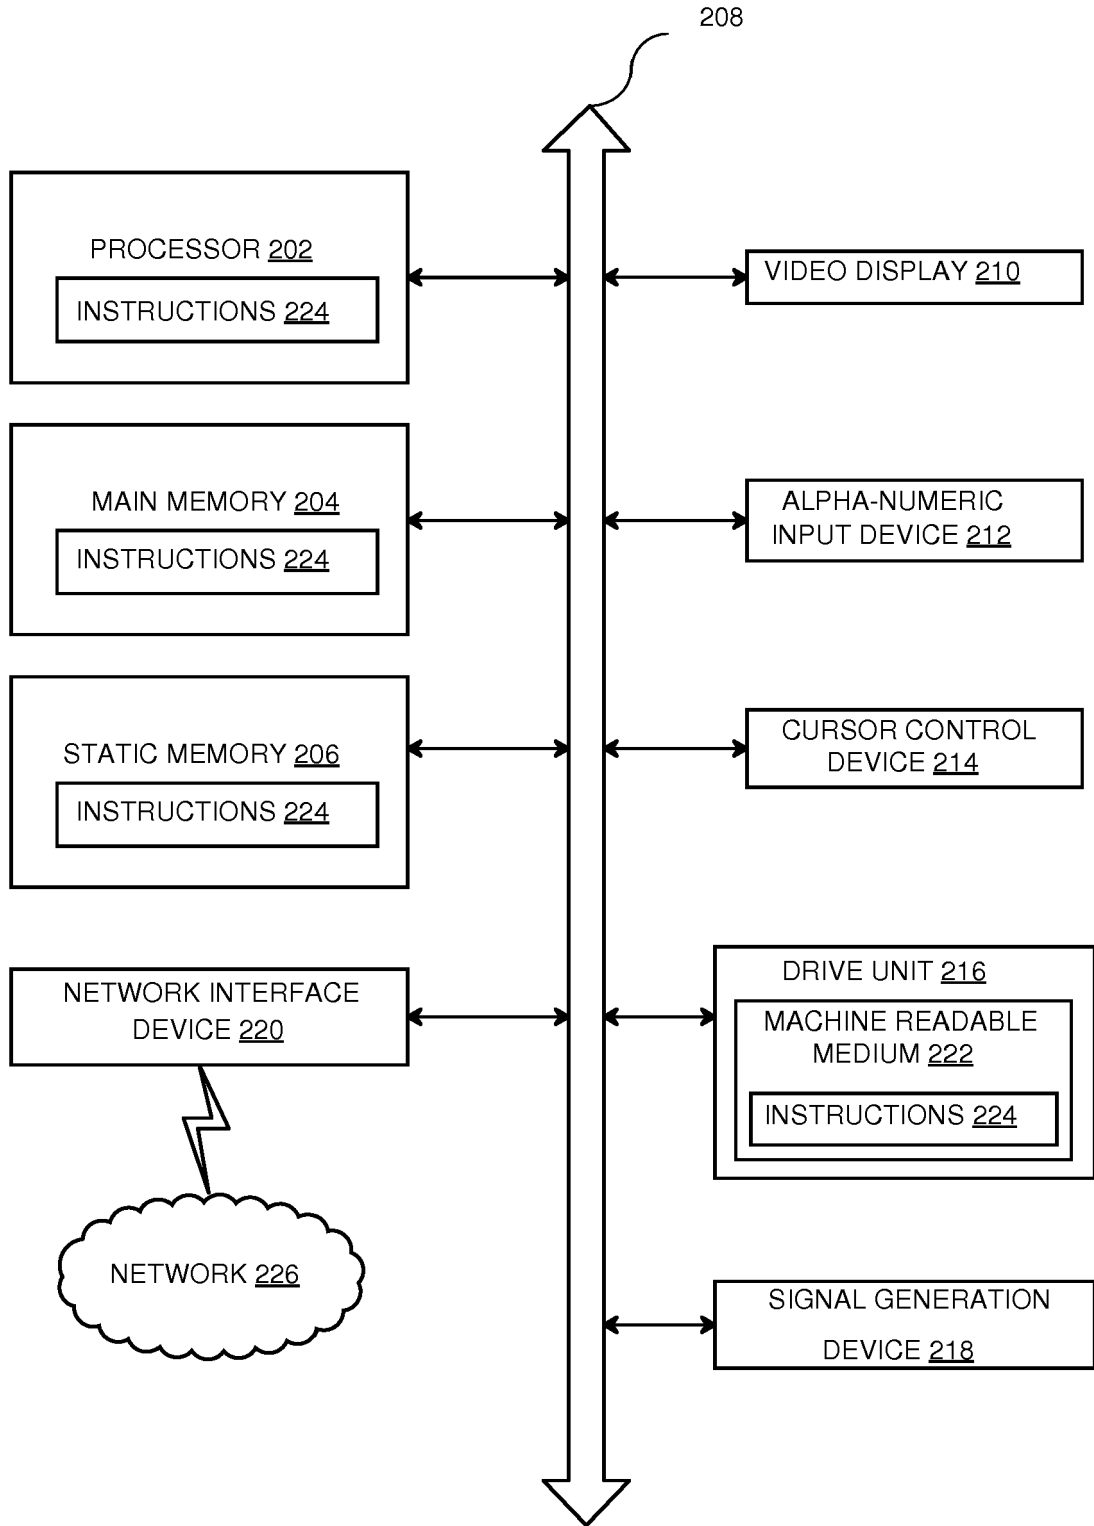 208
PROCESSOR 202
INSTRUCTIONS 224
MAIN MEMORY 204
INSTRUCTIONS 224
STATIC MEMORY 206
INSTRUCTIONS 224
NETWORK INTERFACE
DEVICE 220
NETWORK 226
VIDEO DISPLAY 210
ALPHA-NUMERIC
INPUT DEVICE 212
CURSOR CONTROL
DEVICE 214
DRIVE UNIT 216
MACHINE READABLE
MEDIUM 222
INSTRUCTIONS 224
SIGNAL GENERATION
DEVICE 218